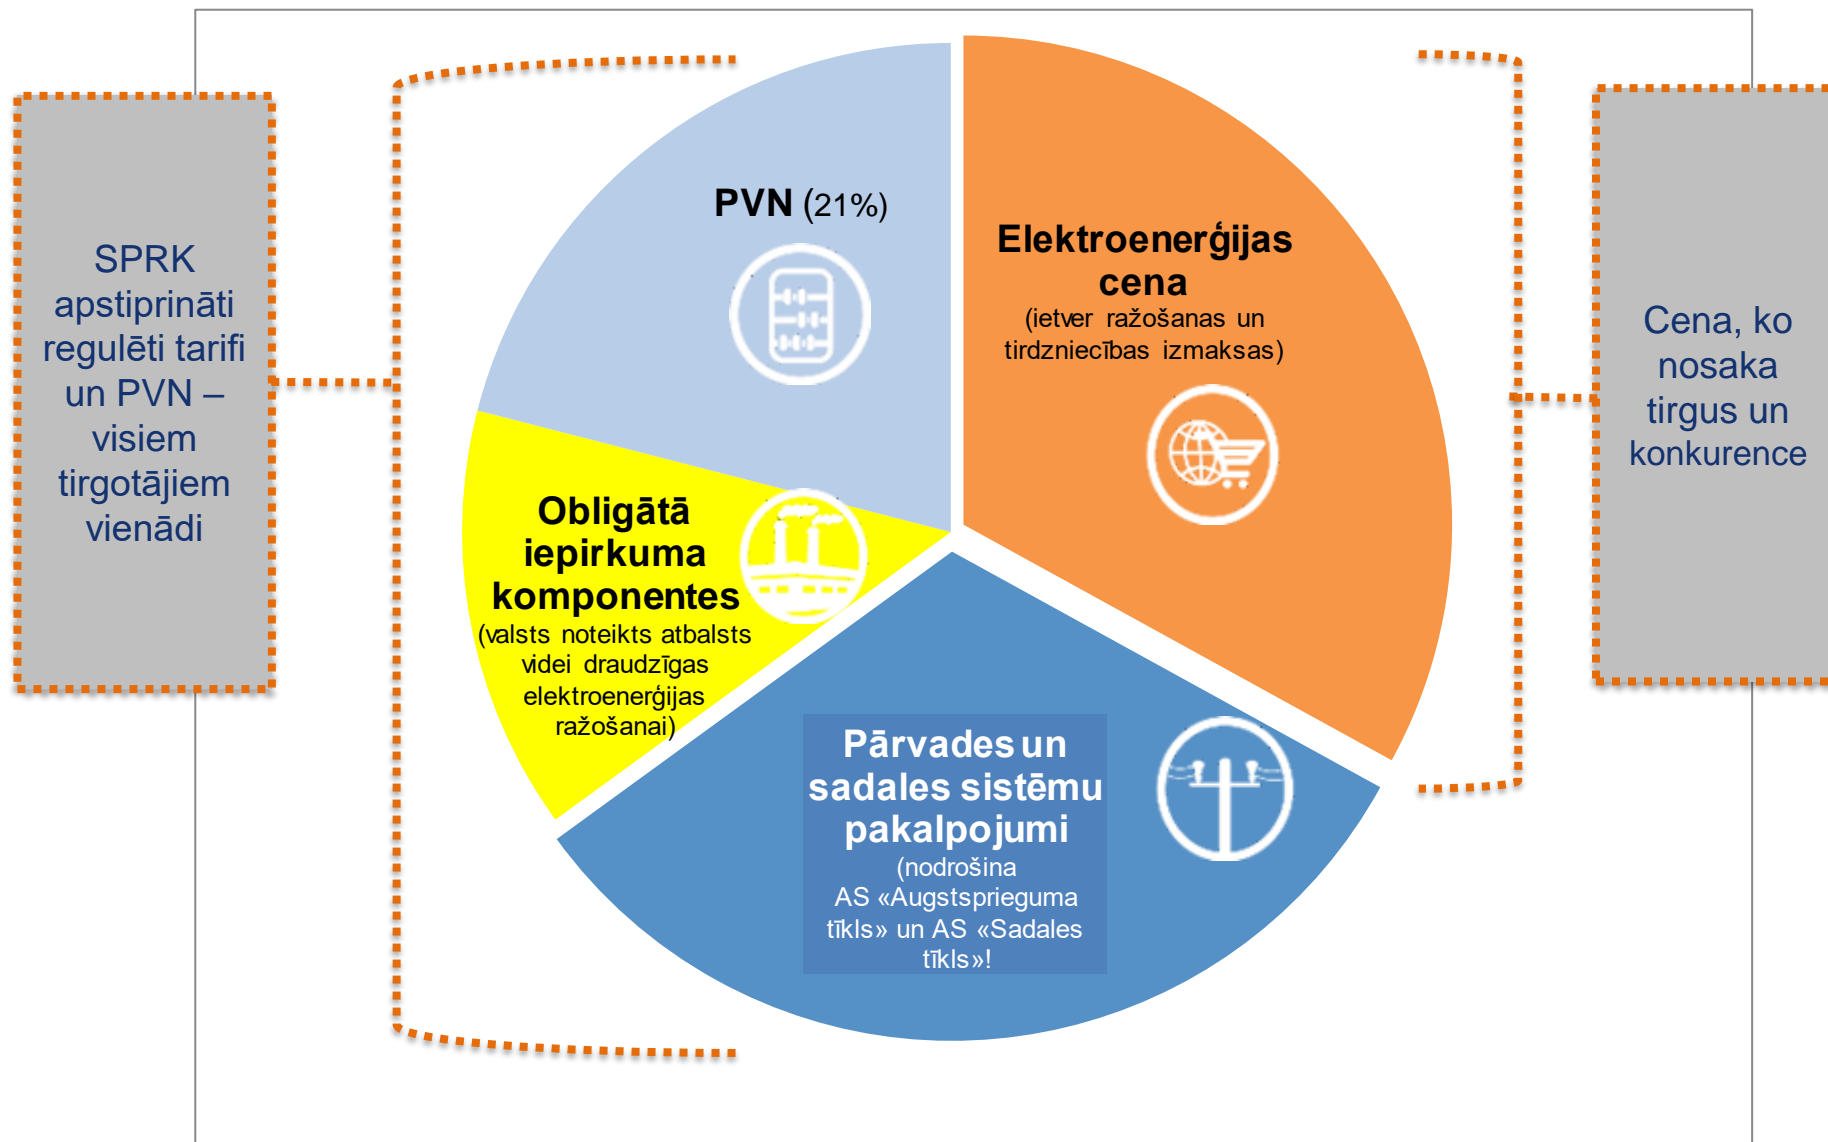 SPRK
apstiprināti
regulēti tarifi
un PVN –
visiem
tirgotājiem
vienādi
PVN (21%)
Elektroenerģijas
cena
(ietver ražošanas un
tirdzniecības izmaksas)
Obligātā
iepirkuma
komponentes
(valsts noteikts atbalsts
videi draudzīgas
elektroenerģijas
ražošanai)
Pārvades un
sadales sistēmu
pakalpojumi
(nodrošina
AS «Augstsprieguma
tīkls» un AS «Sadales
tīkls»!
Cena, ko
nosaka
tirgus un
konkurence